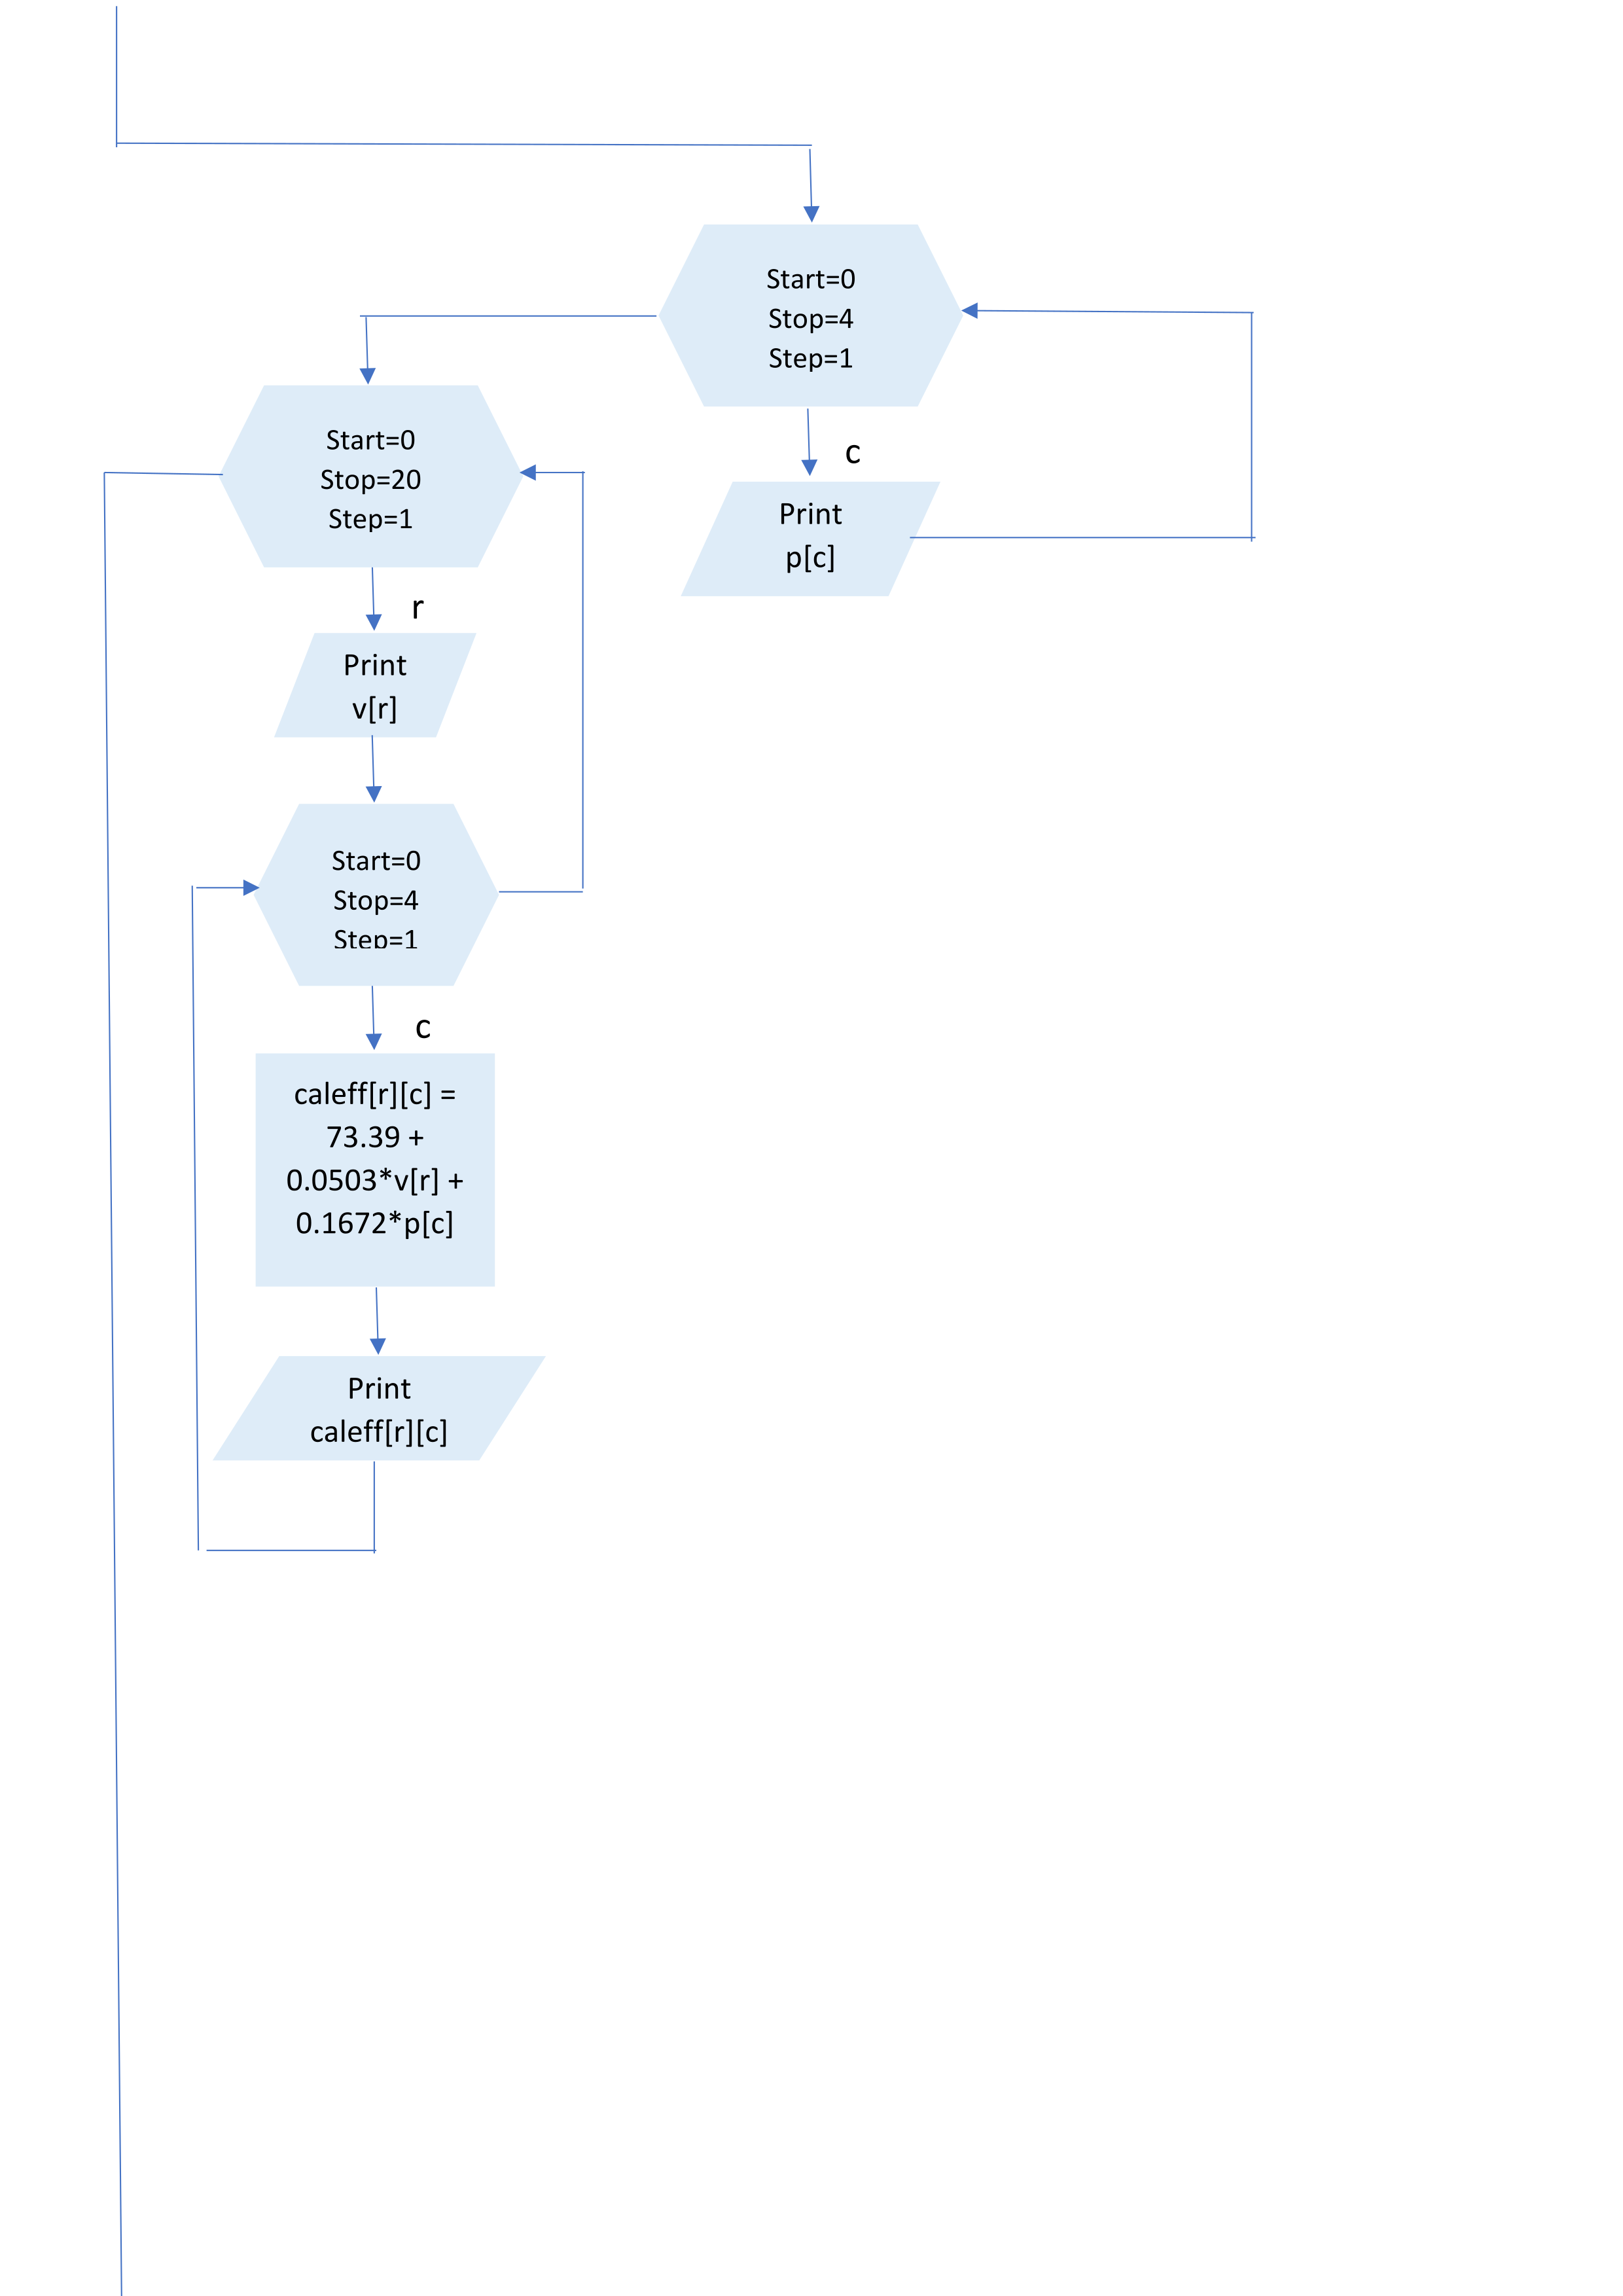 Start=0
Stop=4
Step=1
c
Print
p[c]
Start=0
Stop=20
Step=1
r
Print
v[r]
Start=0
Stop=4
Step=1
c
caleff[r][c] =
73.39 +
0.0503*v[r] +
0.1672*p[c]
Print
caleff[r][c]